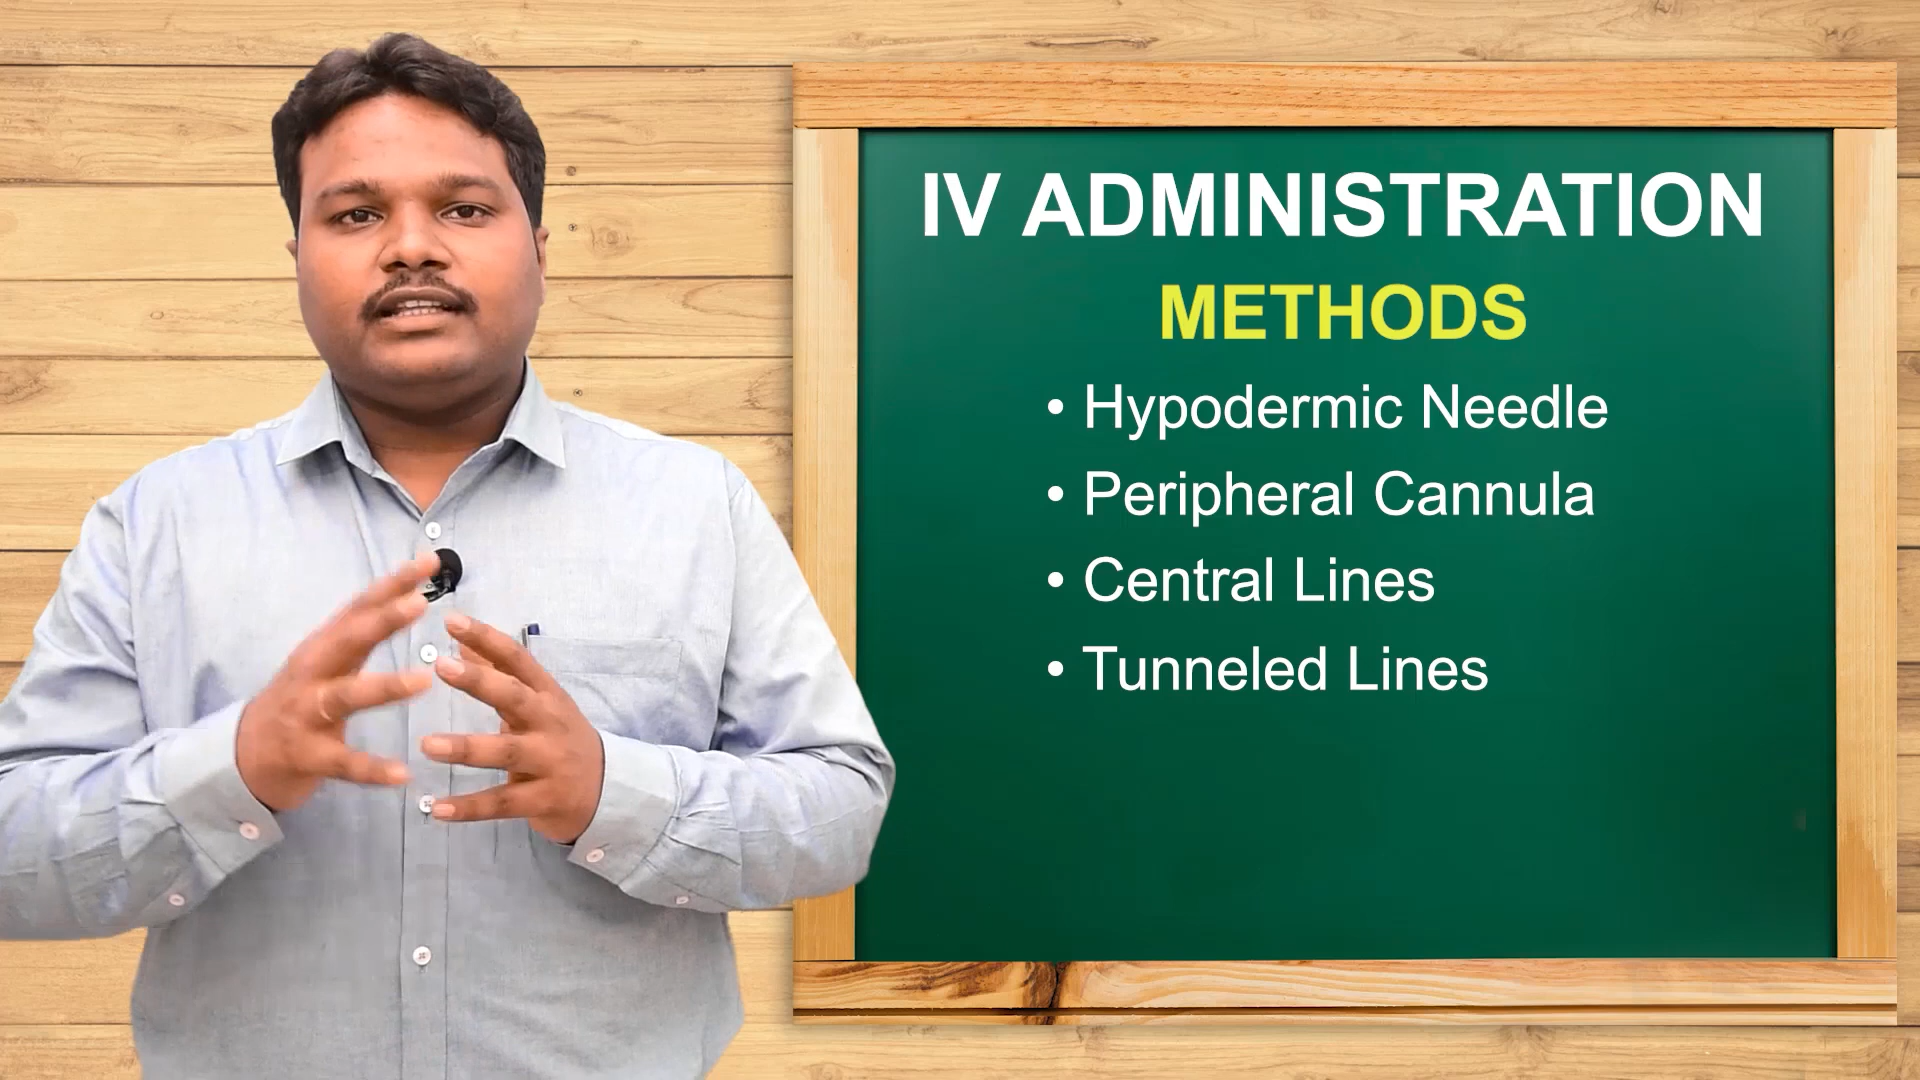 IV ADMINISTRATION
METHODS
• Hypodermic Needle
• Peripheral Cannula
• Central Lines
• Tunneled Lines